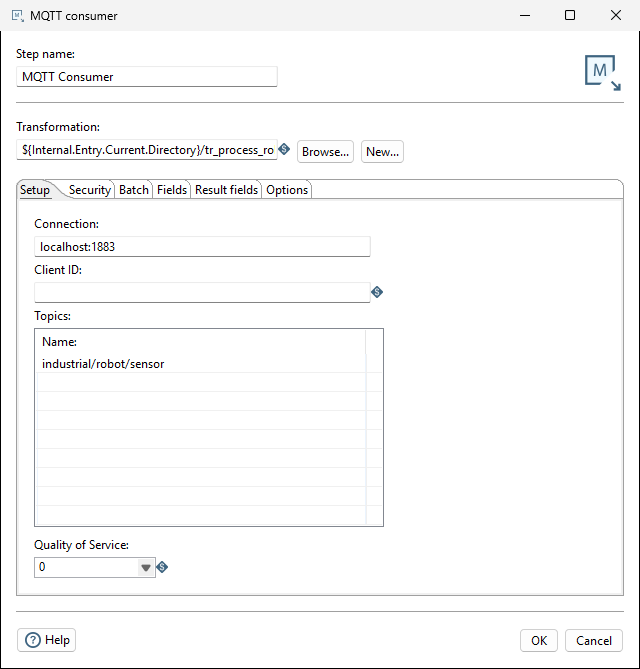 MQTT consumer
Step name:
MQTT Consumer
M
Transformation:
${Internal.Entry.Current.Directory}/tr_process_ro
S
Browse...
New...
Setup
Security
Batch
Fields
Result fields
Options
Connection:
localhost:1883
Client ID:
S
Topics:
Name:
industrial/robot/sensor
Quality of Service:
0
S
? Help
OK
Cancel